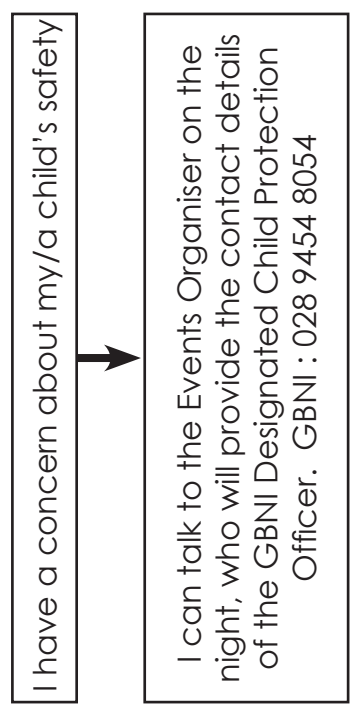 I have a concern about my/a child's safety
I can talk to the Events Organiser on the
night, who will provide the contact details
of the GBNI Designated Child Protection
Officer. GBNI : 028 9454 8054